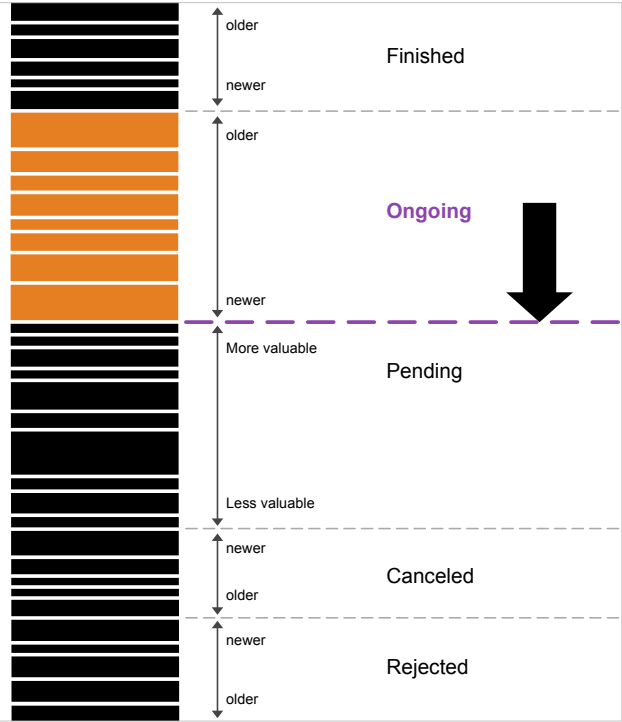 older
Finished
newer
older
Ongoing
newer
More valuable
Pending
Less valuable
newer
Canceled
older
newer
Rejected
older